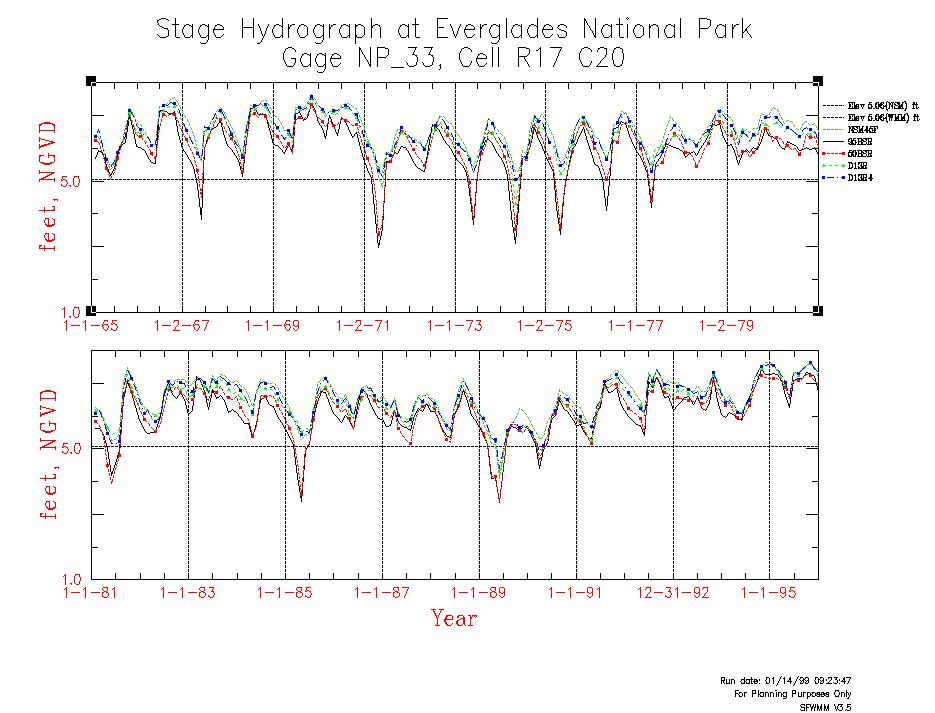 Stage Hydrograph at Everglades National Park
Gage NP_33, Cell R17 C20
feet, NGVD
5.0
1.0
1-1-65 1-2-67 1-1-69 1-2-71 1-1-73 1-2-75 1-1-77 1-2-79
Elev 5.06(NSM) ft
Elev 5.06(WMM) ft
NSM45F
95BSR
50BSR
D13R
D13R4
feet, NGVD
5.0
1.0
1-1-81 1-1-83 1-1-85 1-1-87 1-1-89 1-1-91 12-31-92 1-1-95
Year
Run date: 01/14/99 09:23:47
For Planning Purposes Only
SFWMM V3.5